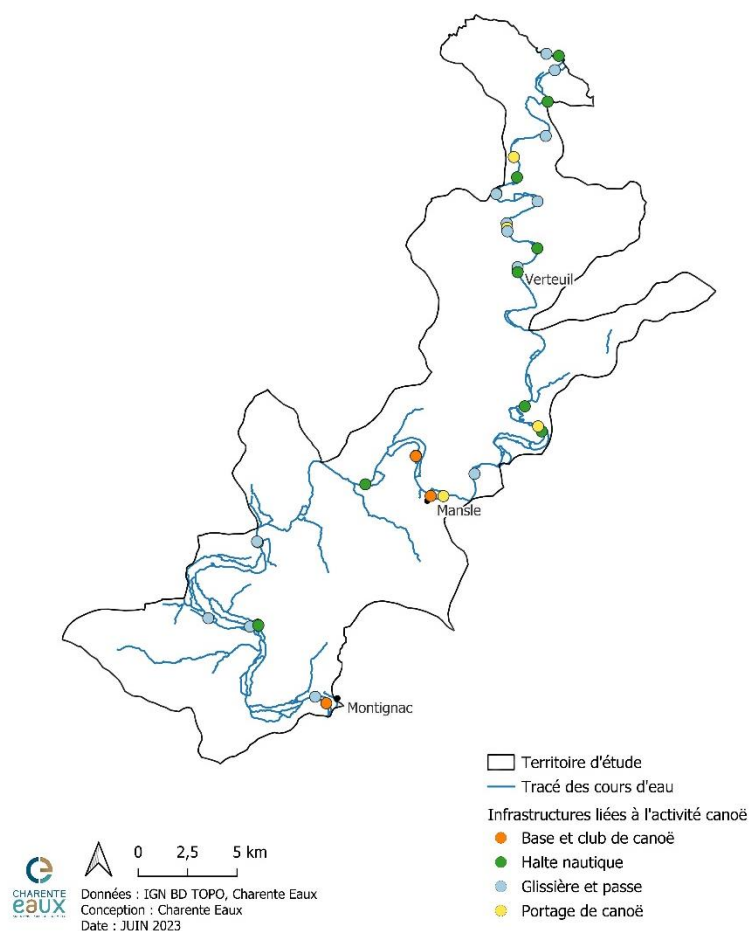 Verteuil
Mansle
Montignac
Territoire d'étude
Tracé des cours d'eau
Infrastructures liées à l'activité canoë
Base et club de canoë
Halte nautique
Glissière et passe
Portage de canoë
0 2,5 5 km
CHARENTE
eaux
Données : IGN BD TOPO, Charente Eaux
Conception : Charente Eaux
Date : JUIN 2023